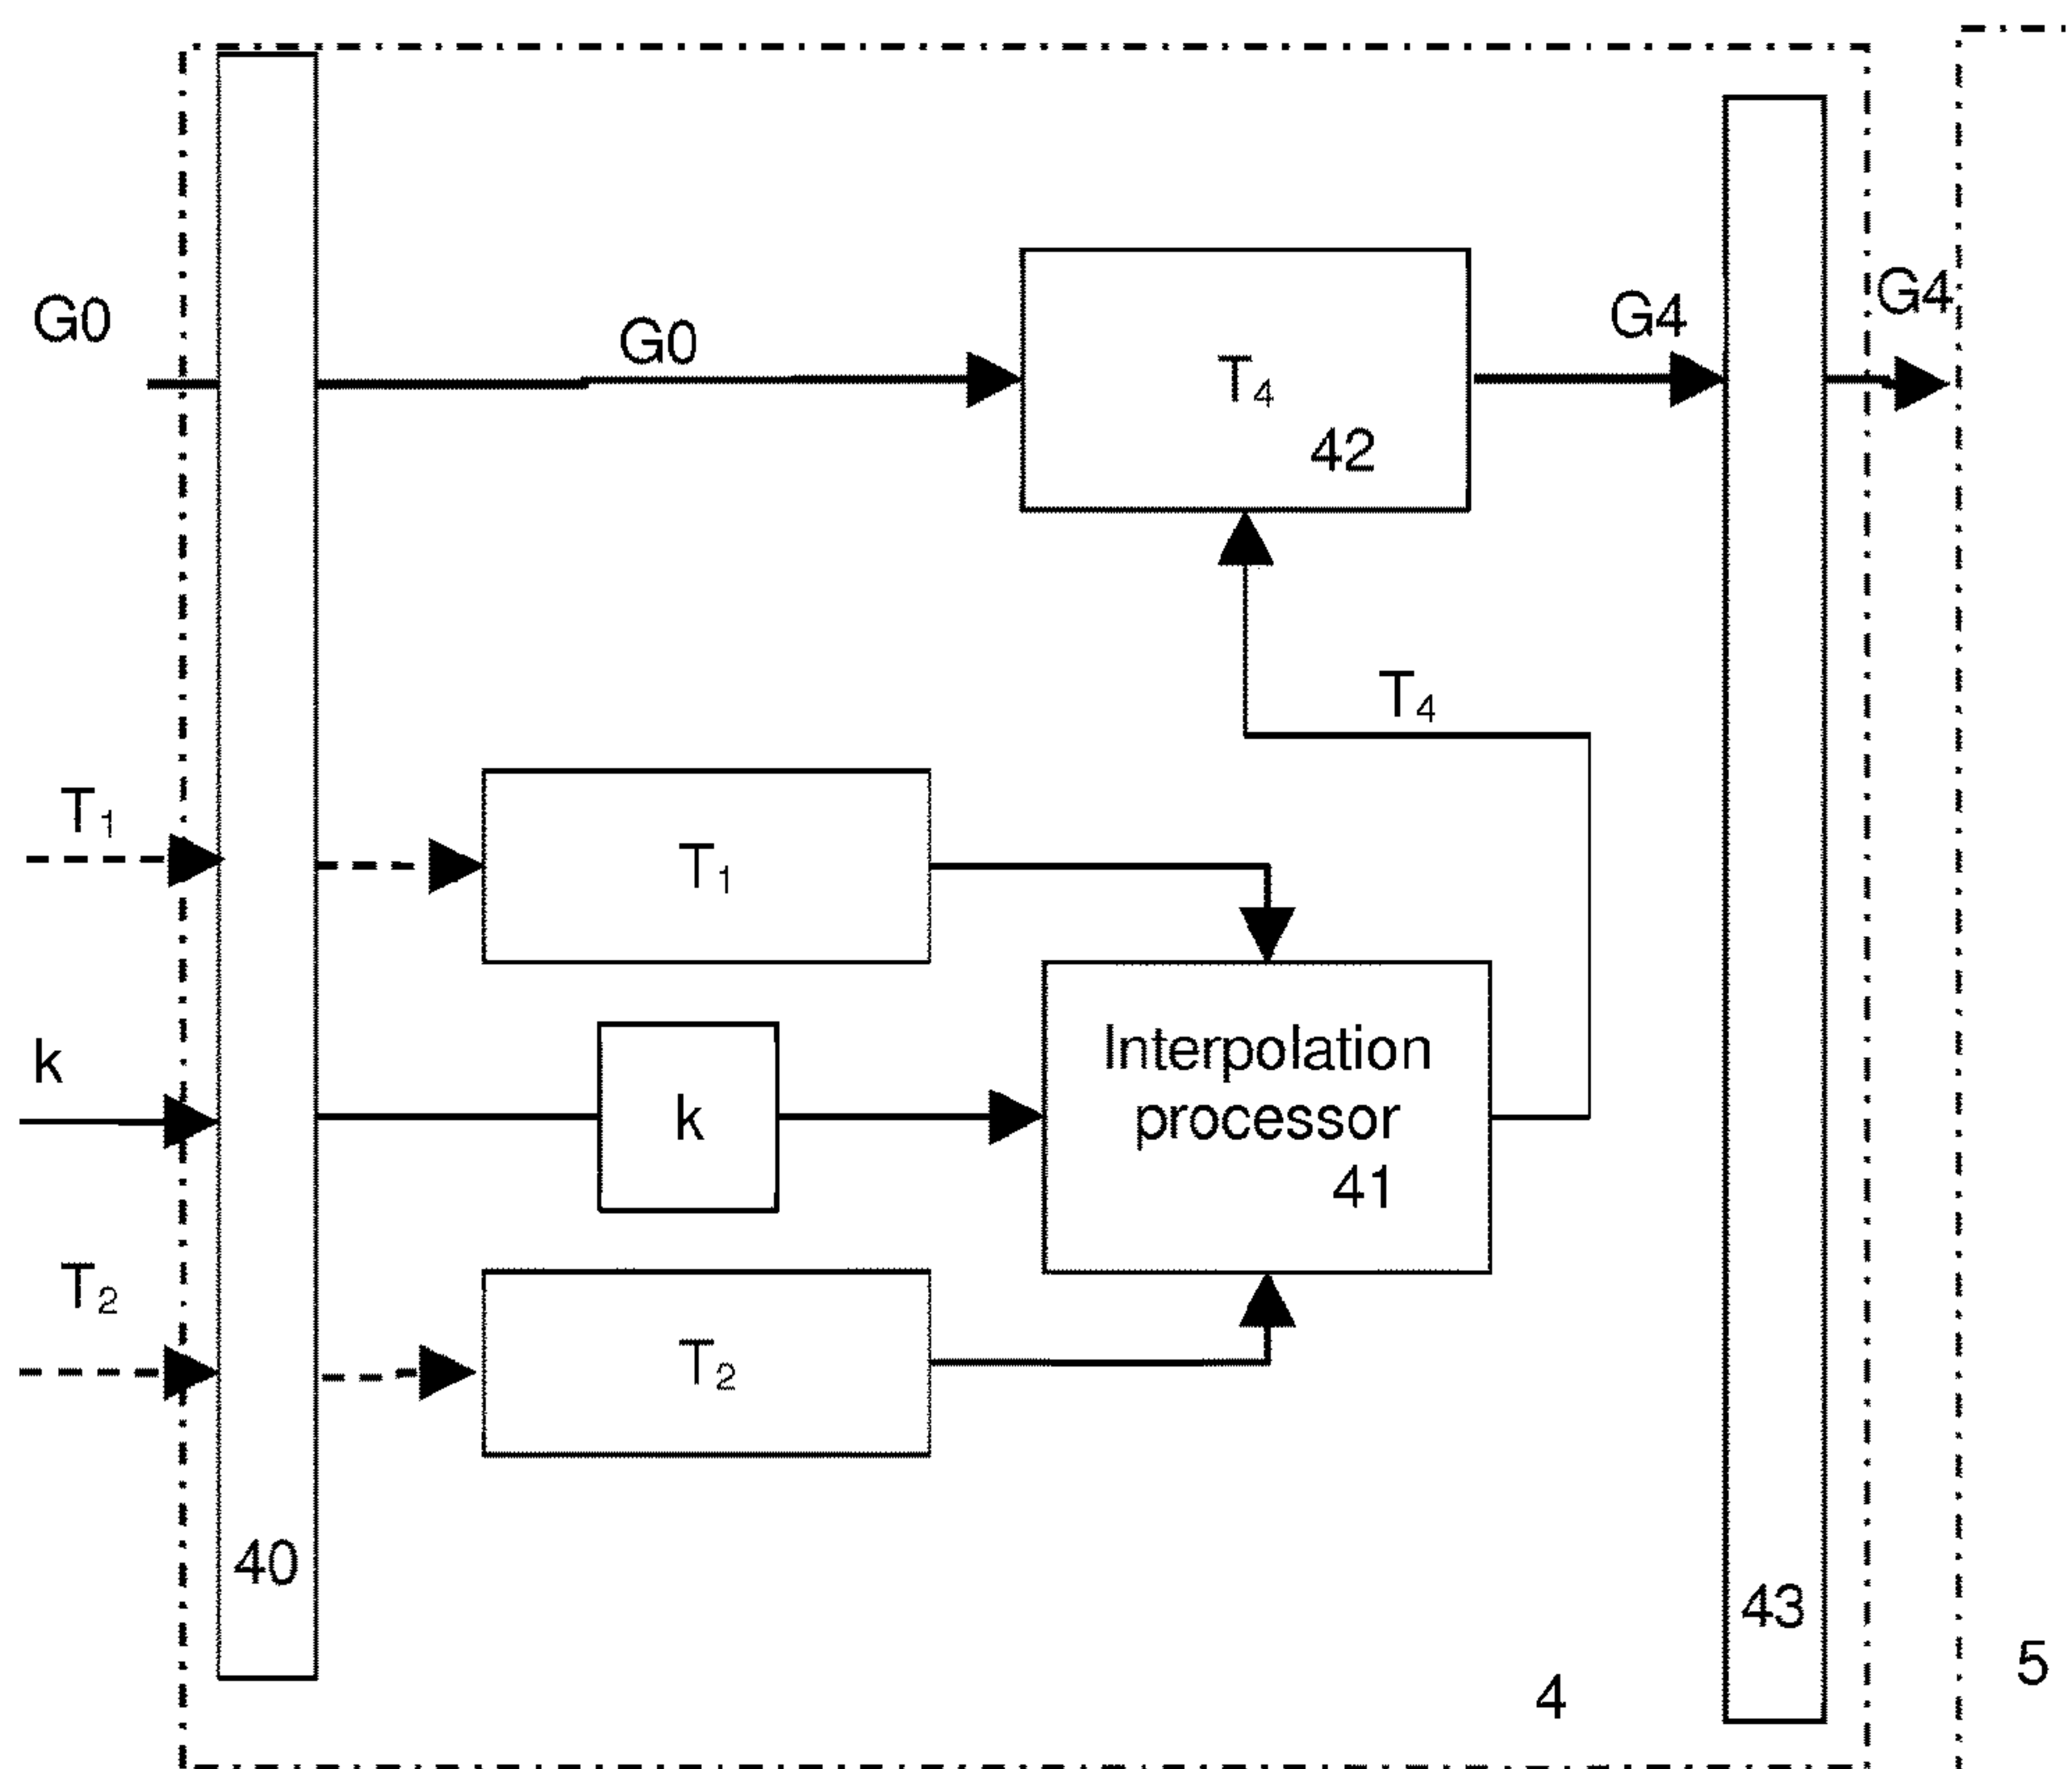 G0
G0
T₄
42
G4
G4
T₄
T₁
T₁
k
k
Interpolation
processor
41
T₂
T₂
40
43
4
5